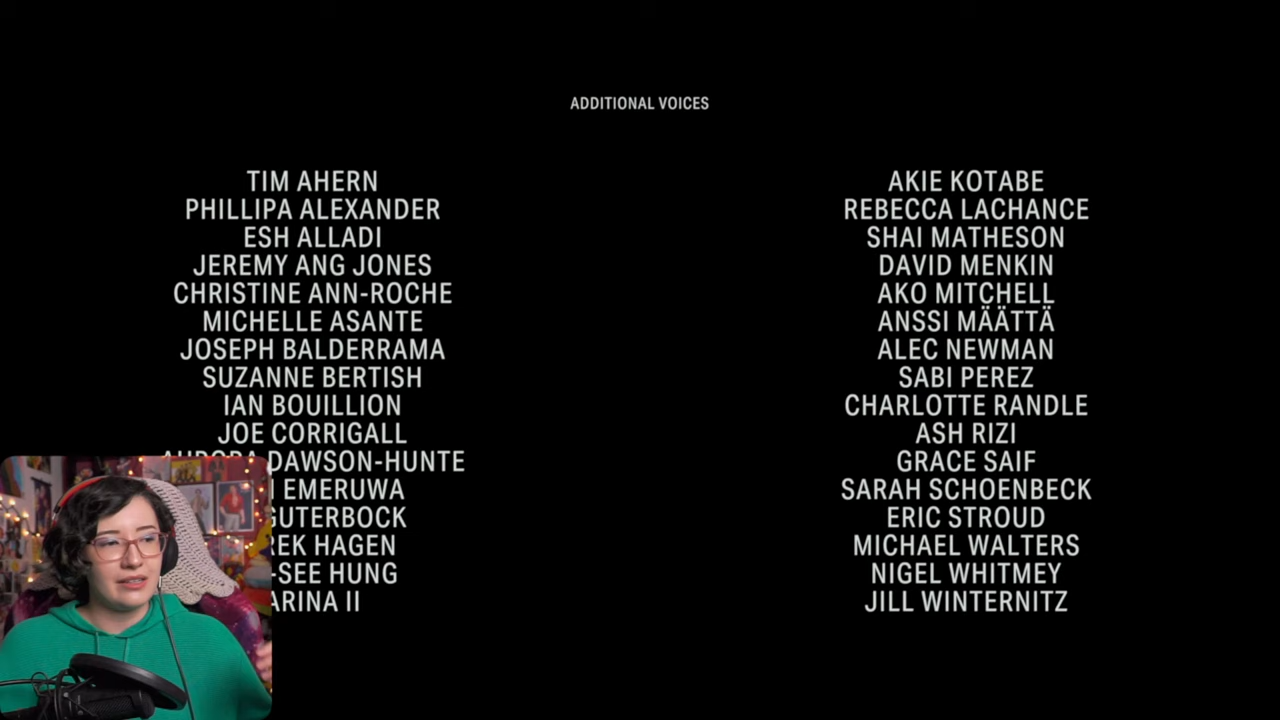 ADDITIONAL VOICES
TIM AHERN
PHILLIPA ALEXANDER
ESH ALLADI
JEREMY ANG JONES
CHRISTINE ANN-ROCHE
MICHELLE ASANTE
JOSEPH BALDERRAMA
SUZANNE BERTISH
IAN BOUILLION
JOE CORRIGALL
DAWSON-HUNTE
EMERUWA
GUTERBOCK
HAGEN
HUNG
II
AKIE KOTABE
REBECCA LACHANCE
SHAI MATHESON
DAVID MENKIN
AKO MITCHELL
ANSSI MÄÄTTÄ
ALEC NEWMAN
SABI PEREZ
CHARLOTTE RANDLE
ASH RIZI
GRACE SAIF
SARAH SCHOENBECK
ERIC STROUD
MICHAEL WALTERS
NIGEL WHITMEY
JILL WINTERNITZ